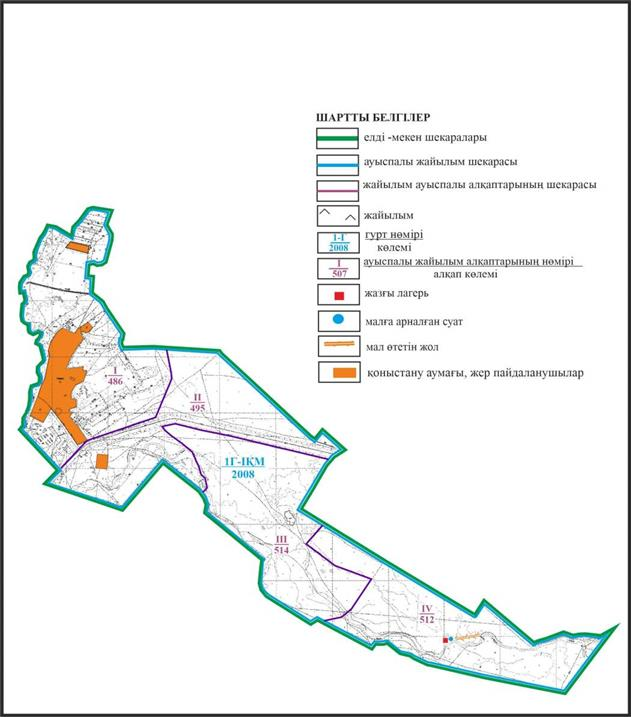 ШАРТТЫ БЕЛГІЛЕР
елді -мекен шекаралары
ауыспалы жайылым шекарасы
жайылым ауыспалы алқаптарының шекарасы
жайылым
1-I
2008
гурт нөмірі
көлемі
I
507
ауыспалы жайылым алқаптарының нөмірі
алқап көлемі
жазғы лагерь
малға арналған суат
мал өтетін жол
қоныстану аумағы, жер пайдаланушылар
I
486
II
495
1Г-IҚМ
2008
III
514
IV
512